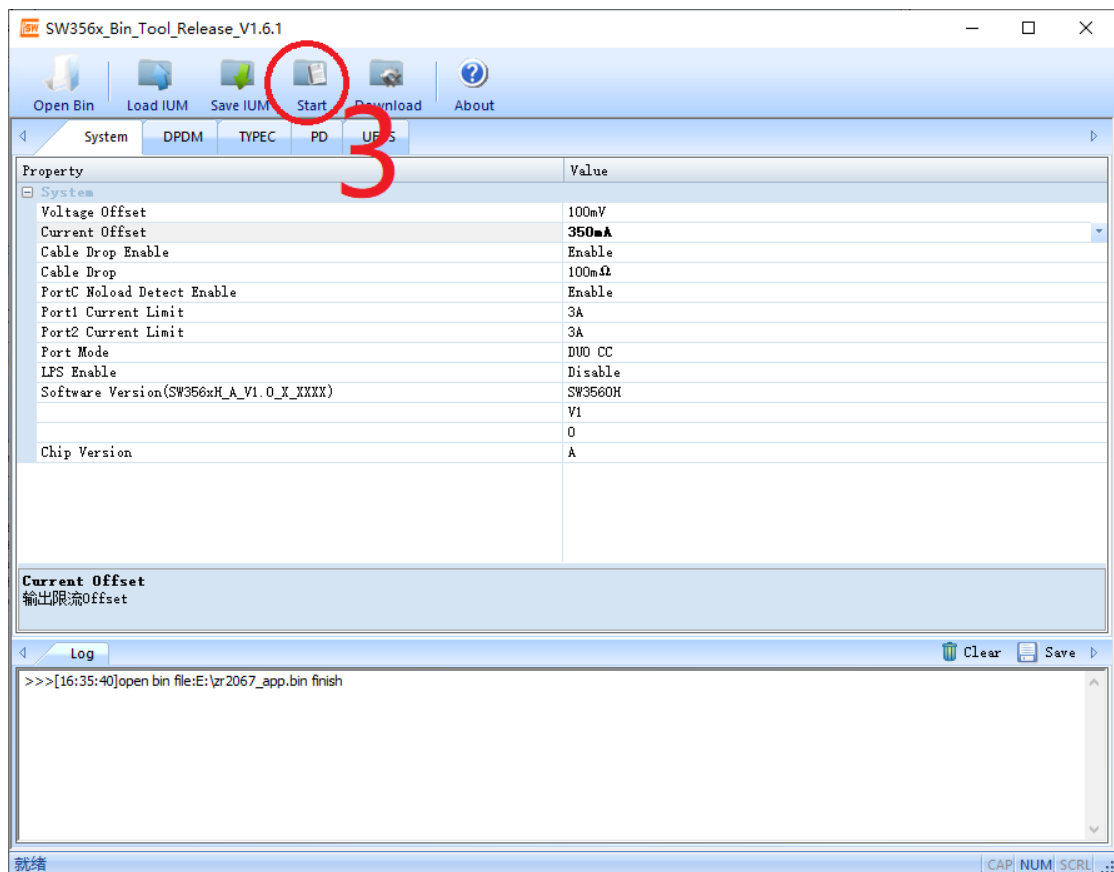 SW356x_Bin_Tool_Release_V1.6.1
Open Bin Load IUM Save IUM Start Download About
3
System DPDM TYPEC PD
Property Value
System
Voltage Offset 100mV
Current Offset 350mA
Cable Drop Enable Enable
Cable Drop 100mΩ
PortC Noload Detect Enable Enable
Port1 Current Limit 3A
Port2 Current Limit 3A
Port Mode DUO CC
LPS Enable Disable
Software Version(SW356xH_A_V1.0_X_XXXX) SW3560H
V1
0
Chip Version A
Current Offset
输出限流Offset
Log Clear Save
>>>[16:35:40]open bin file:E:\zr2067_app.bin finish
就绪 CAP NUM SCRL